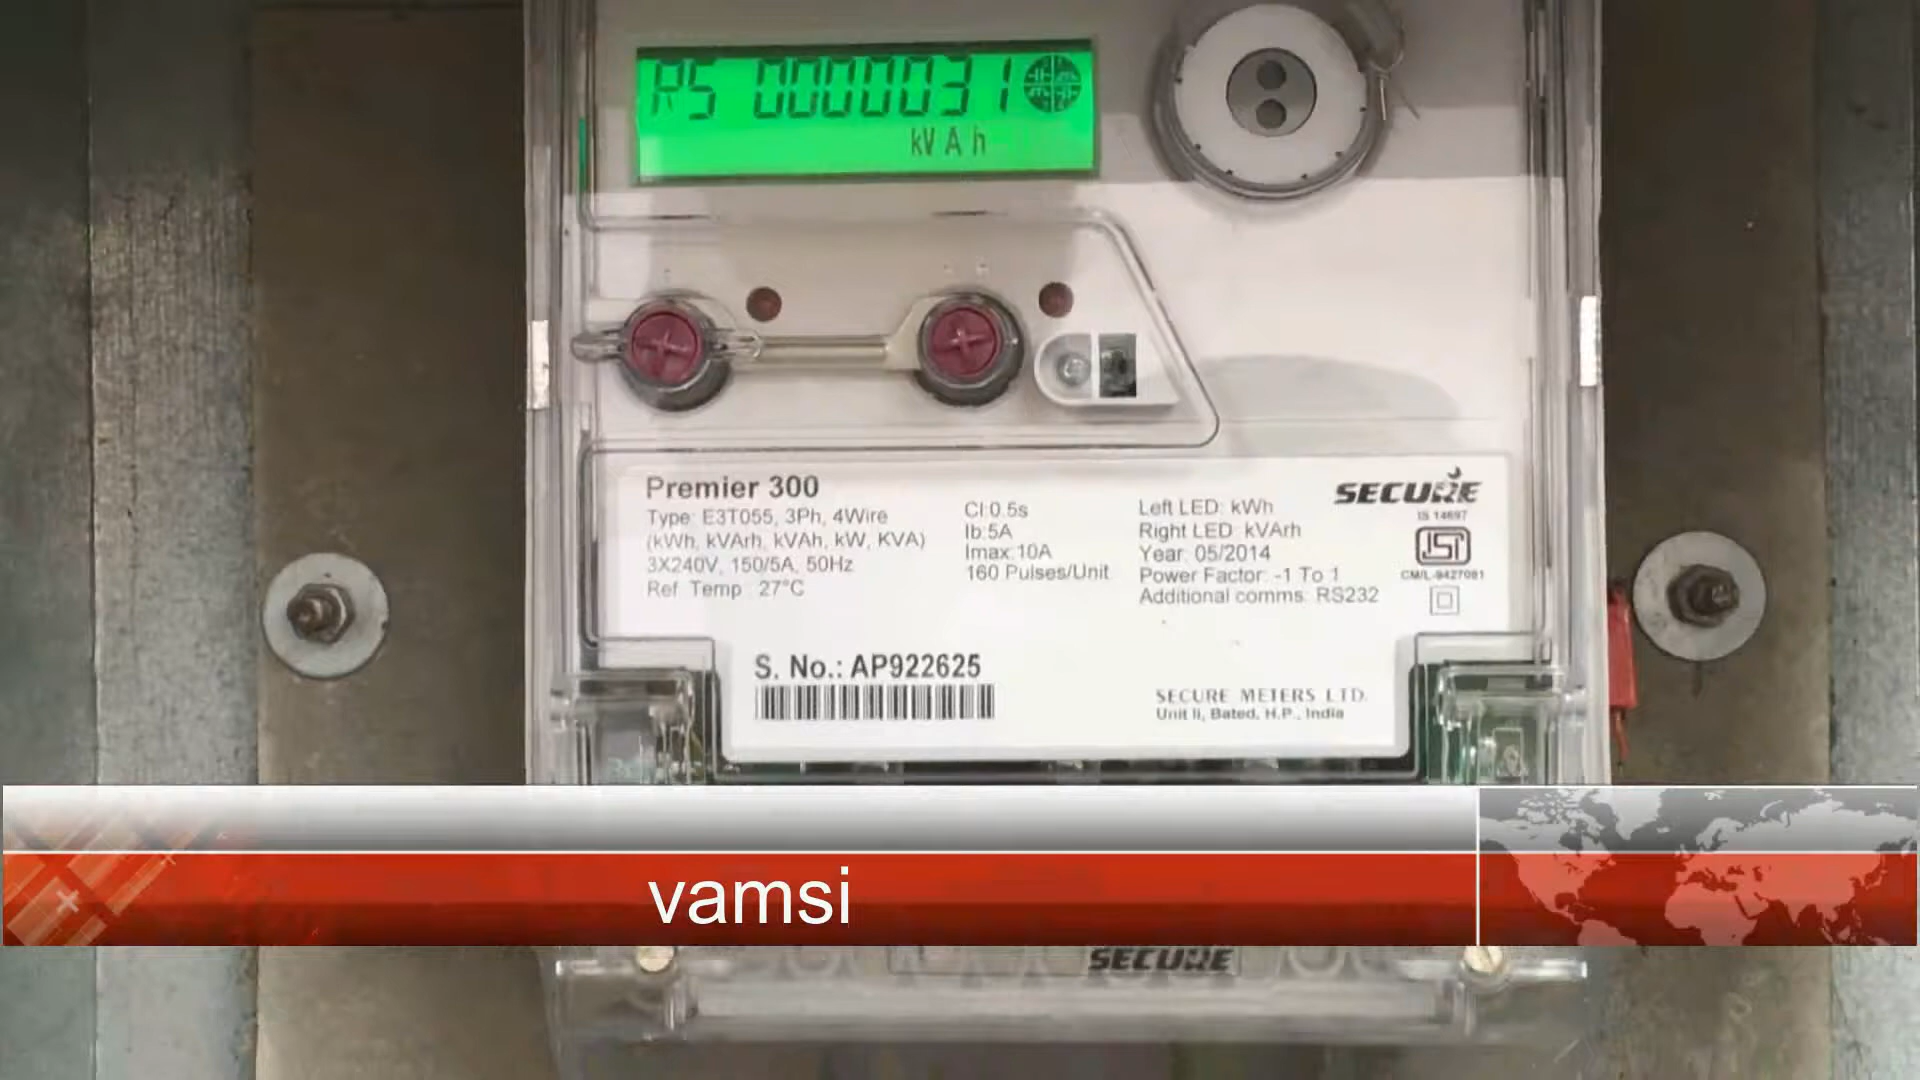 R5 00000031
kVAh
Premier 300
Type: E3T055, 3Ph, 4Wire
(kWh, kVArh, kVAh, kW, KVA)
3X240V, 150/5A, 50Hz
Ref Temp : 27°C
Cl:0.5s
Ib:5A
Imax:10A
160 Pulses/Unit
Left LED: kWh
Right LED: kVArh
Year: 05/2014
Power Factor: -1 To 1
Additional comms: RS232
SECURE
IS 14697
ISI
CM/L-9427081
S. No.: AP922625
SECURE METERS LTD.
Unit II, Bated, H.P., India
vamsi
SECURE